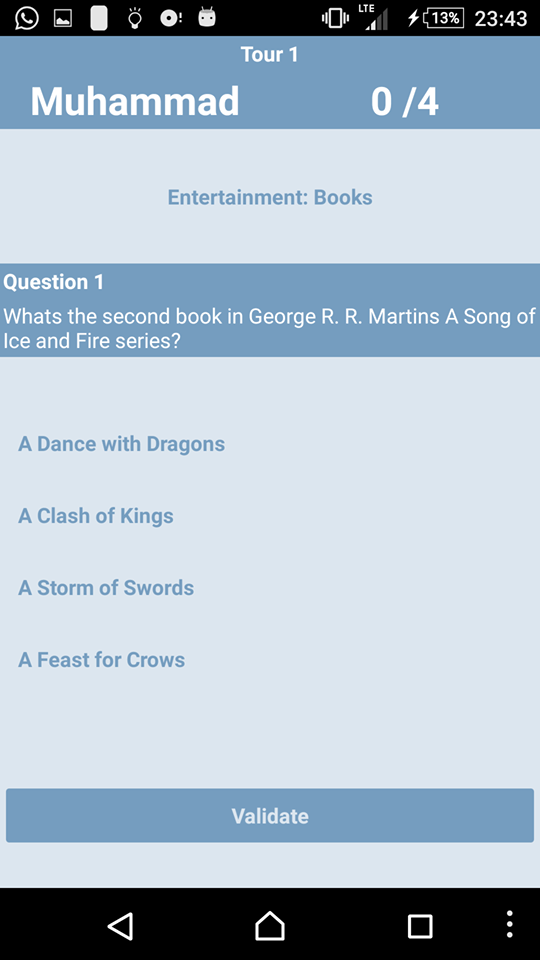 LTE
13% 23:43
Tour 1
Muhammad 0 /4
Entertainment: Books
Question 1
Whats the second book in George R. R. Martins A Song of
Ice and Fire series?
A Dance with Dragons
A Clash of Kings
A Storm of Swords
A Feast for Crows
Validate